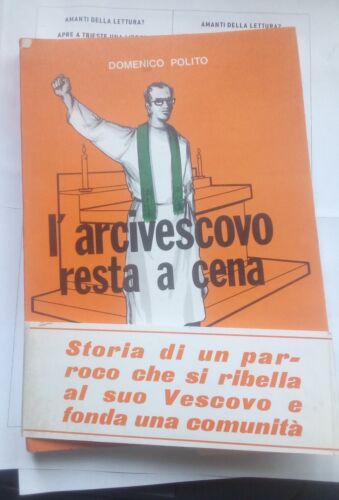 AMANTI DELLA LETTURA?
AMANTI DELLA LETTURA?
APRE A TRIESTE UNA
DOMENICO POLITO
l'arcivescovo
resta a cena
Storia di un par-
roco che si ribella
al suo Vescovo e
fonda una comunità